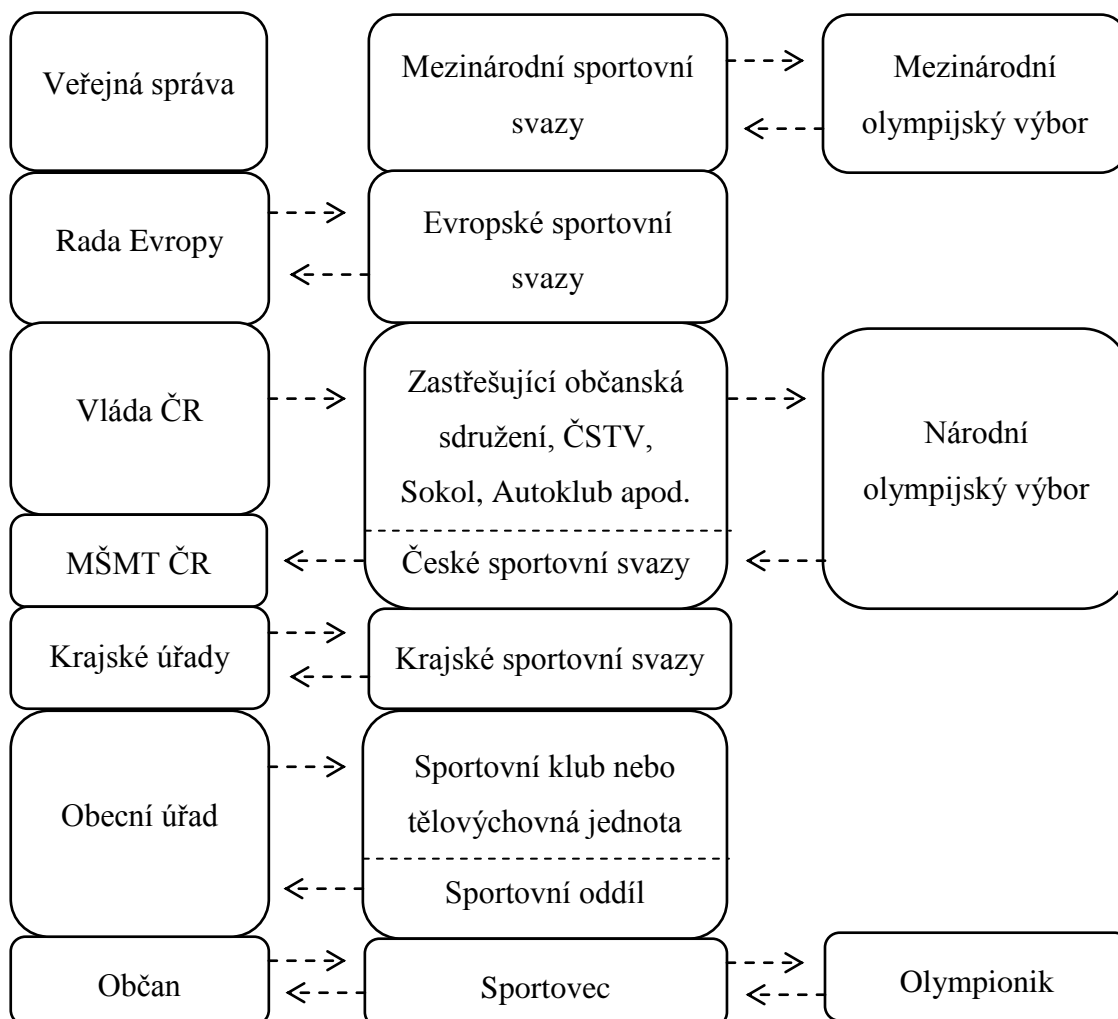 Veřejná správa
Mezinárodní sportovní
svazy
Mezinárodní
olympijský výbor
Rada Evropy
Evropské sportovní
svazy
Vláda ČR
Zastřešující občanská
sdružení, ČSTV,
Sokol, Autoklub apod.
Národní
olympijský výbor
MŠMT ČR
České sportovní svazy
Krajské úřady
Krajské sportovní svazy
Obecní úřad
Sportovní klub nebo
tělovýchovná jednota
Sportovní oddíl
Občan
Sportovec
Olympionik